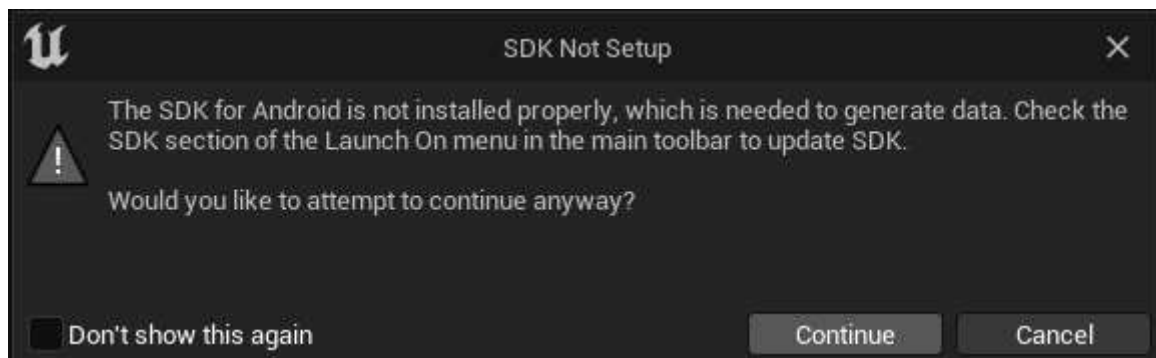 SDK Not Setup
The SDK for Android is not installed properly, which is needed to generate data. Check the
SDK section of the Launch On menu in the main toolbar to update SDK.
Would you like to attempt to continue anyway?
Don't show this again
Continue
Cancel